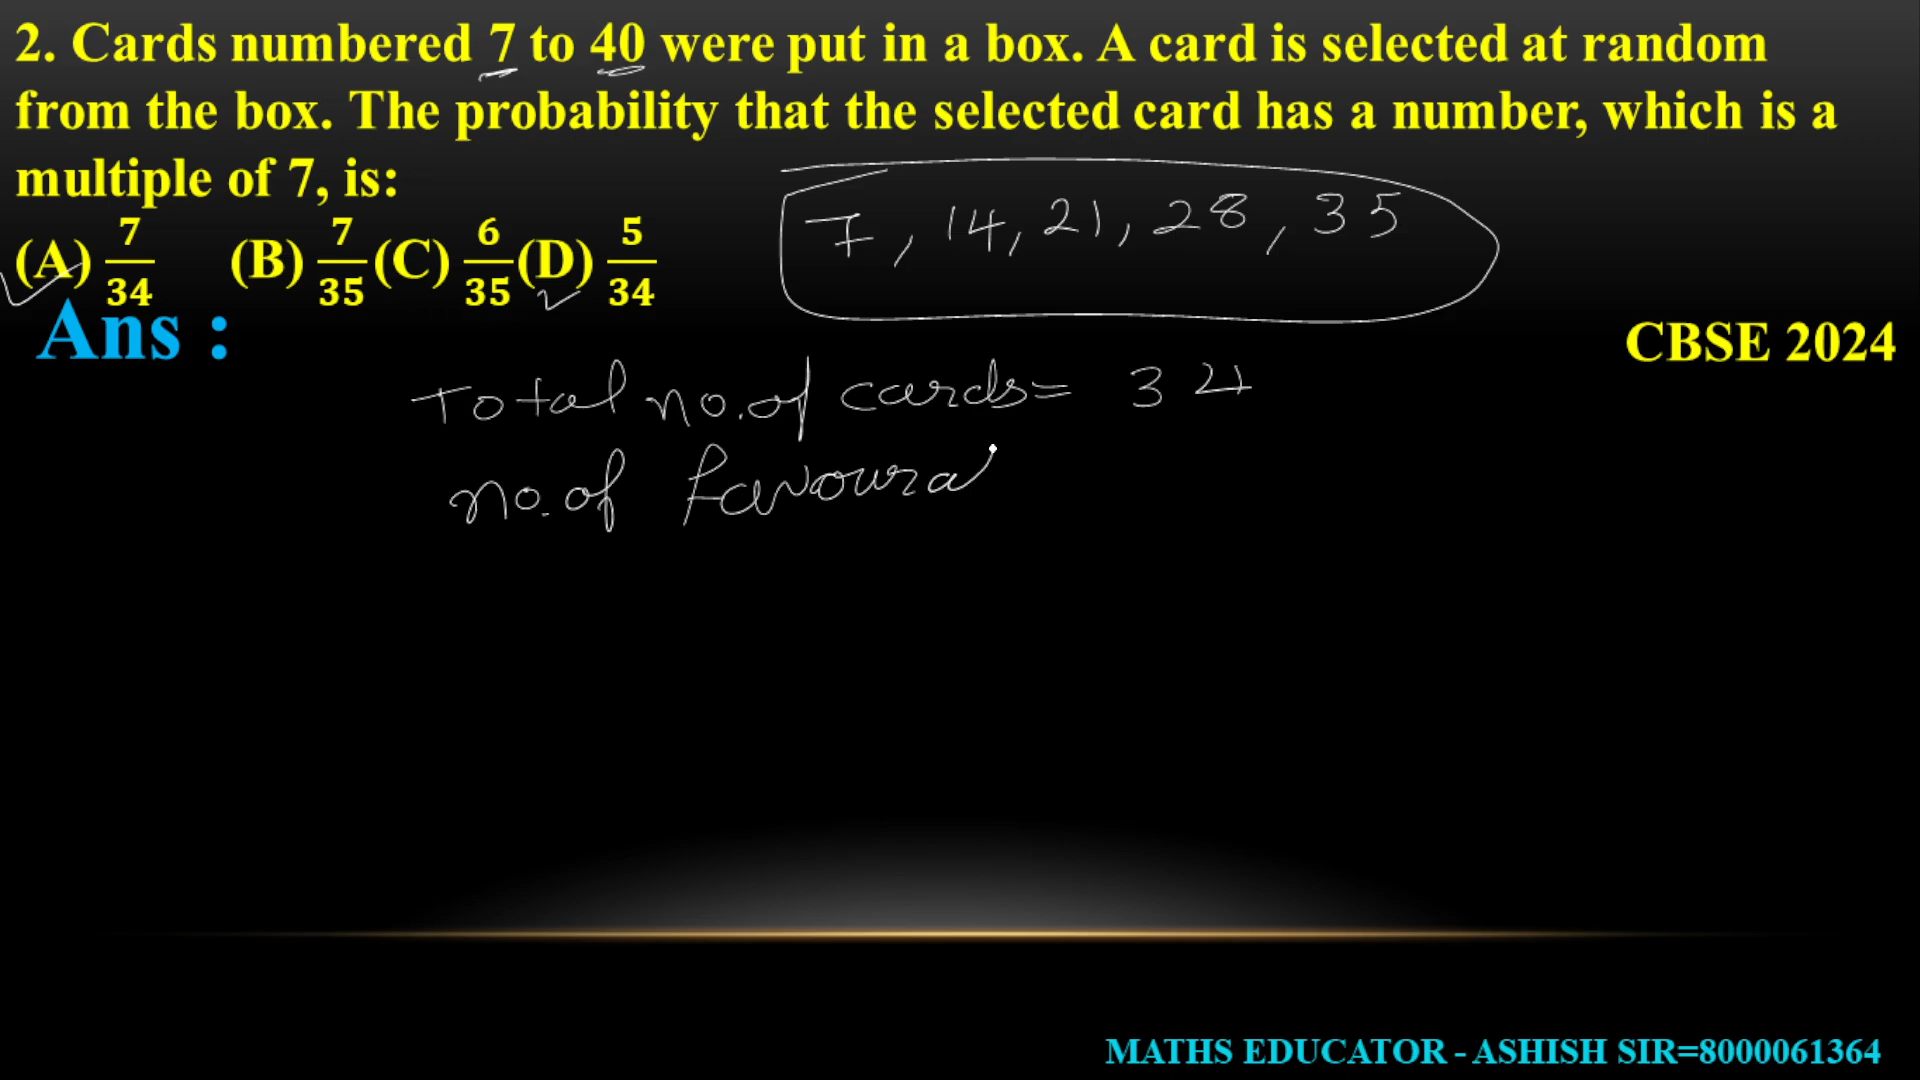 2. Cards numbered 7 to 40 were put in a box. A card is selected at random
from the box. The probability that the selected card has a number, which is a
multiple of 7, is:
7, 14, 21, 28, 35
(A) 7/34 (B) 7/35 (C) 6/35 (D) 5/34
Ans :
CBSE 2024
Total no. of cards = 34
no. of favoura
MATHS EDUCATOR - ASHISH SIR=8000061364